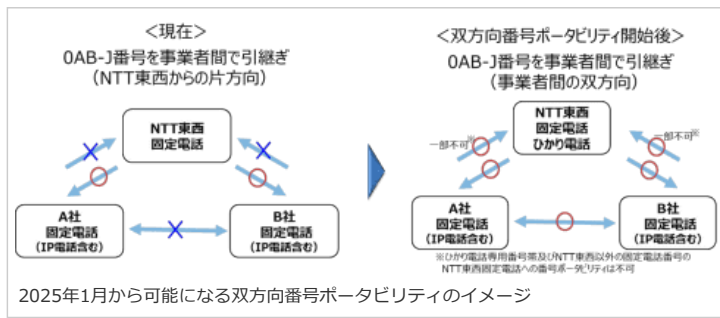 <現在>
0AB-J番号を事業者間で引継ぎ
(NTT東西からの片方向)
NTT東西
固定電話
A社
固定電話
(IP電話含む)
B社
固定電話
(IP電話含む)
<双方向番号ポータビリティ開始後>
0AB-J番号を事業者間で引継ぎ
(事業者間の双方向)
NTT東西
固定電話
ひかり電話
一部不可※
一部不可※
A社
固定電話
(IP電話含む)
B社
固定電話
(IP電話含む)
※ひかり電話専用番号帯及びNTT東西以外の固定電話番号の
NTT東西固定電話への番号ポータビリティは不可
2025年1月から可能になる双方向番号ポータビリティのイメージ